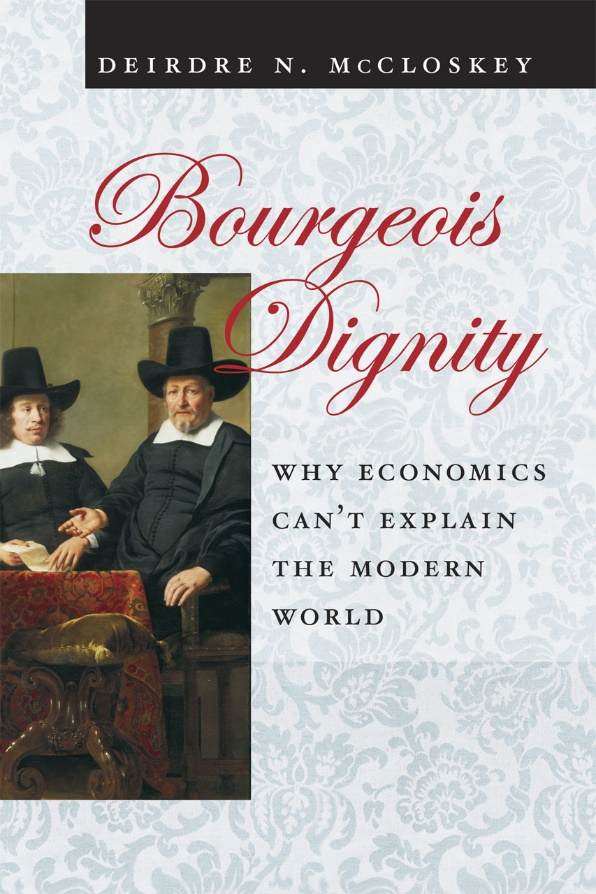 DEIRDRE N. McCLOSKEY
Bourgeois
Dignity
WHY ECONOMICS
CAN'T EXPLAIN
THE MODERN
WORLD